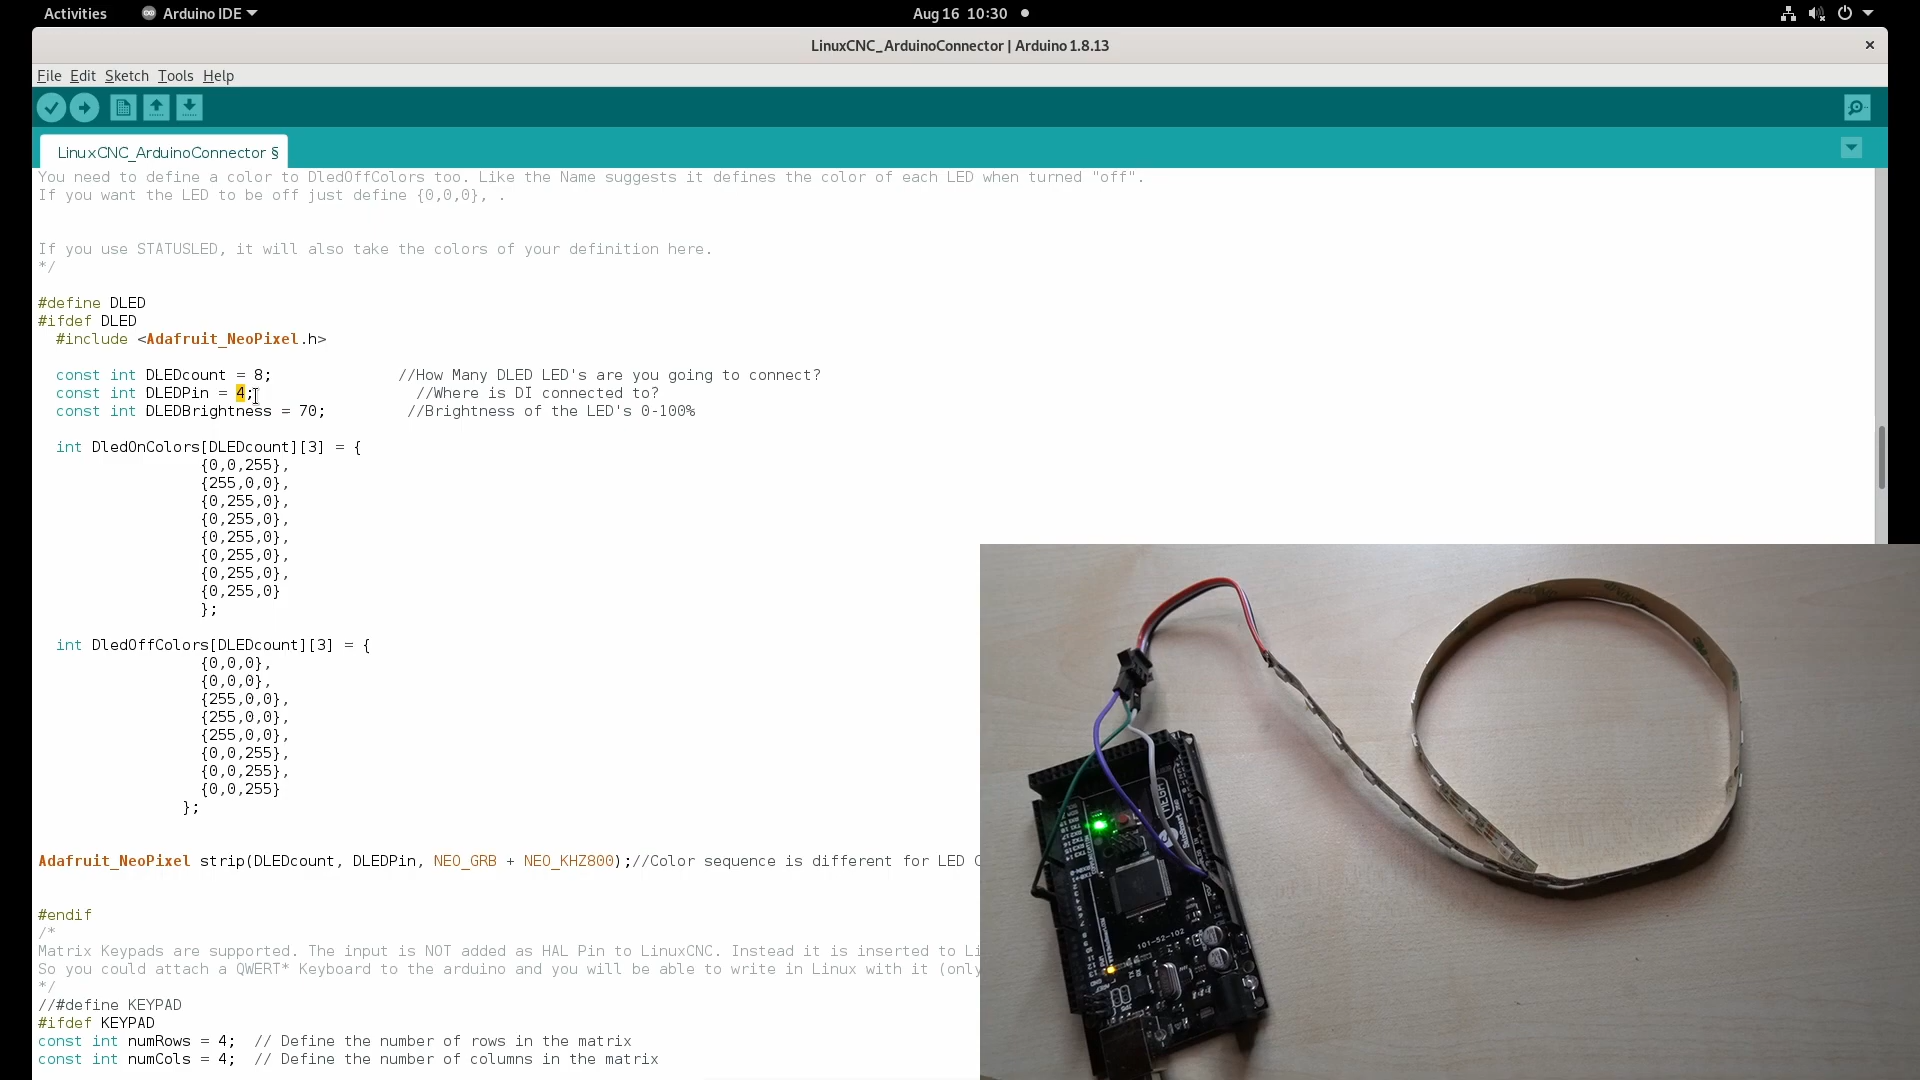 Activities
Arduino IDE
Aug 16 10:30
LinuxCNC_ArduinoConnector | Arduino 1.8.13
File Edit Sketch Tools Help
LinuxCNC_ArduinoConnector §
You need to define a color to DledOffColors too. Like the Name suggests it defines the color of each LED when turned "off".
If you want the LED to be off just define {0,0,0}, .
If you use STATUSLED, it will also take the colors of your definition here.
*/
#define DLED
#ifdef DLED
#include <Adafruit_NeoPixel.h>
const int DLEDcount = 8; //How Many DLED LED's are you going to connect?
const int DLEDPin = 4; //Where is DI connected to?
const int DLEDBrightness = 70; //Brightness of the LED's 0-100%
int DledOnColors[DLEDcount][3] = {
{0,0,255},
{255,0,0},
{0,255,0},
{0,255,0},
{0,255,0},
{0,255,0},
{0,255,0},
{0,255,0}
};
int DledOffColors[DLEDcount][3] = {
{0,0,0},
{0,0,0},
{255,0,0},
{255,0,0},
{255,0,0},
{0,0,255},
{0,0,255},
{0,0,255}
};
Adafruit_NeoPixel strip(DLEDcount, DLEDPin, NEO_GRB + NEO_KHZ800);//Color sequence is different for LED
#endif
/*
Matrix Keypads are supported. The input is NOT added as HAL Pin to LinuxCNC. Instead it is inserted to Li
So you could attach a QWERT* Keyboard to the arduino and you will be able to write in Linux with it (only
*/
//#define KEYPAD
#ifdef KEYPAD
const int numRows = 4; // Define the number of rows in the matrix
const int numCols = 4; // Define the number of columns in the matrix
MEGA
101-52-102